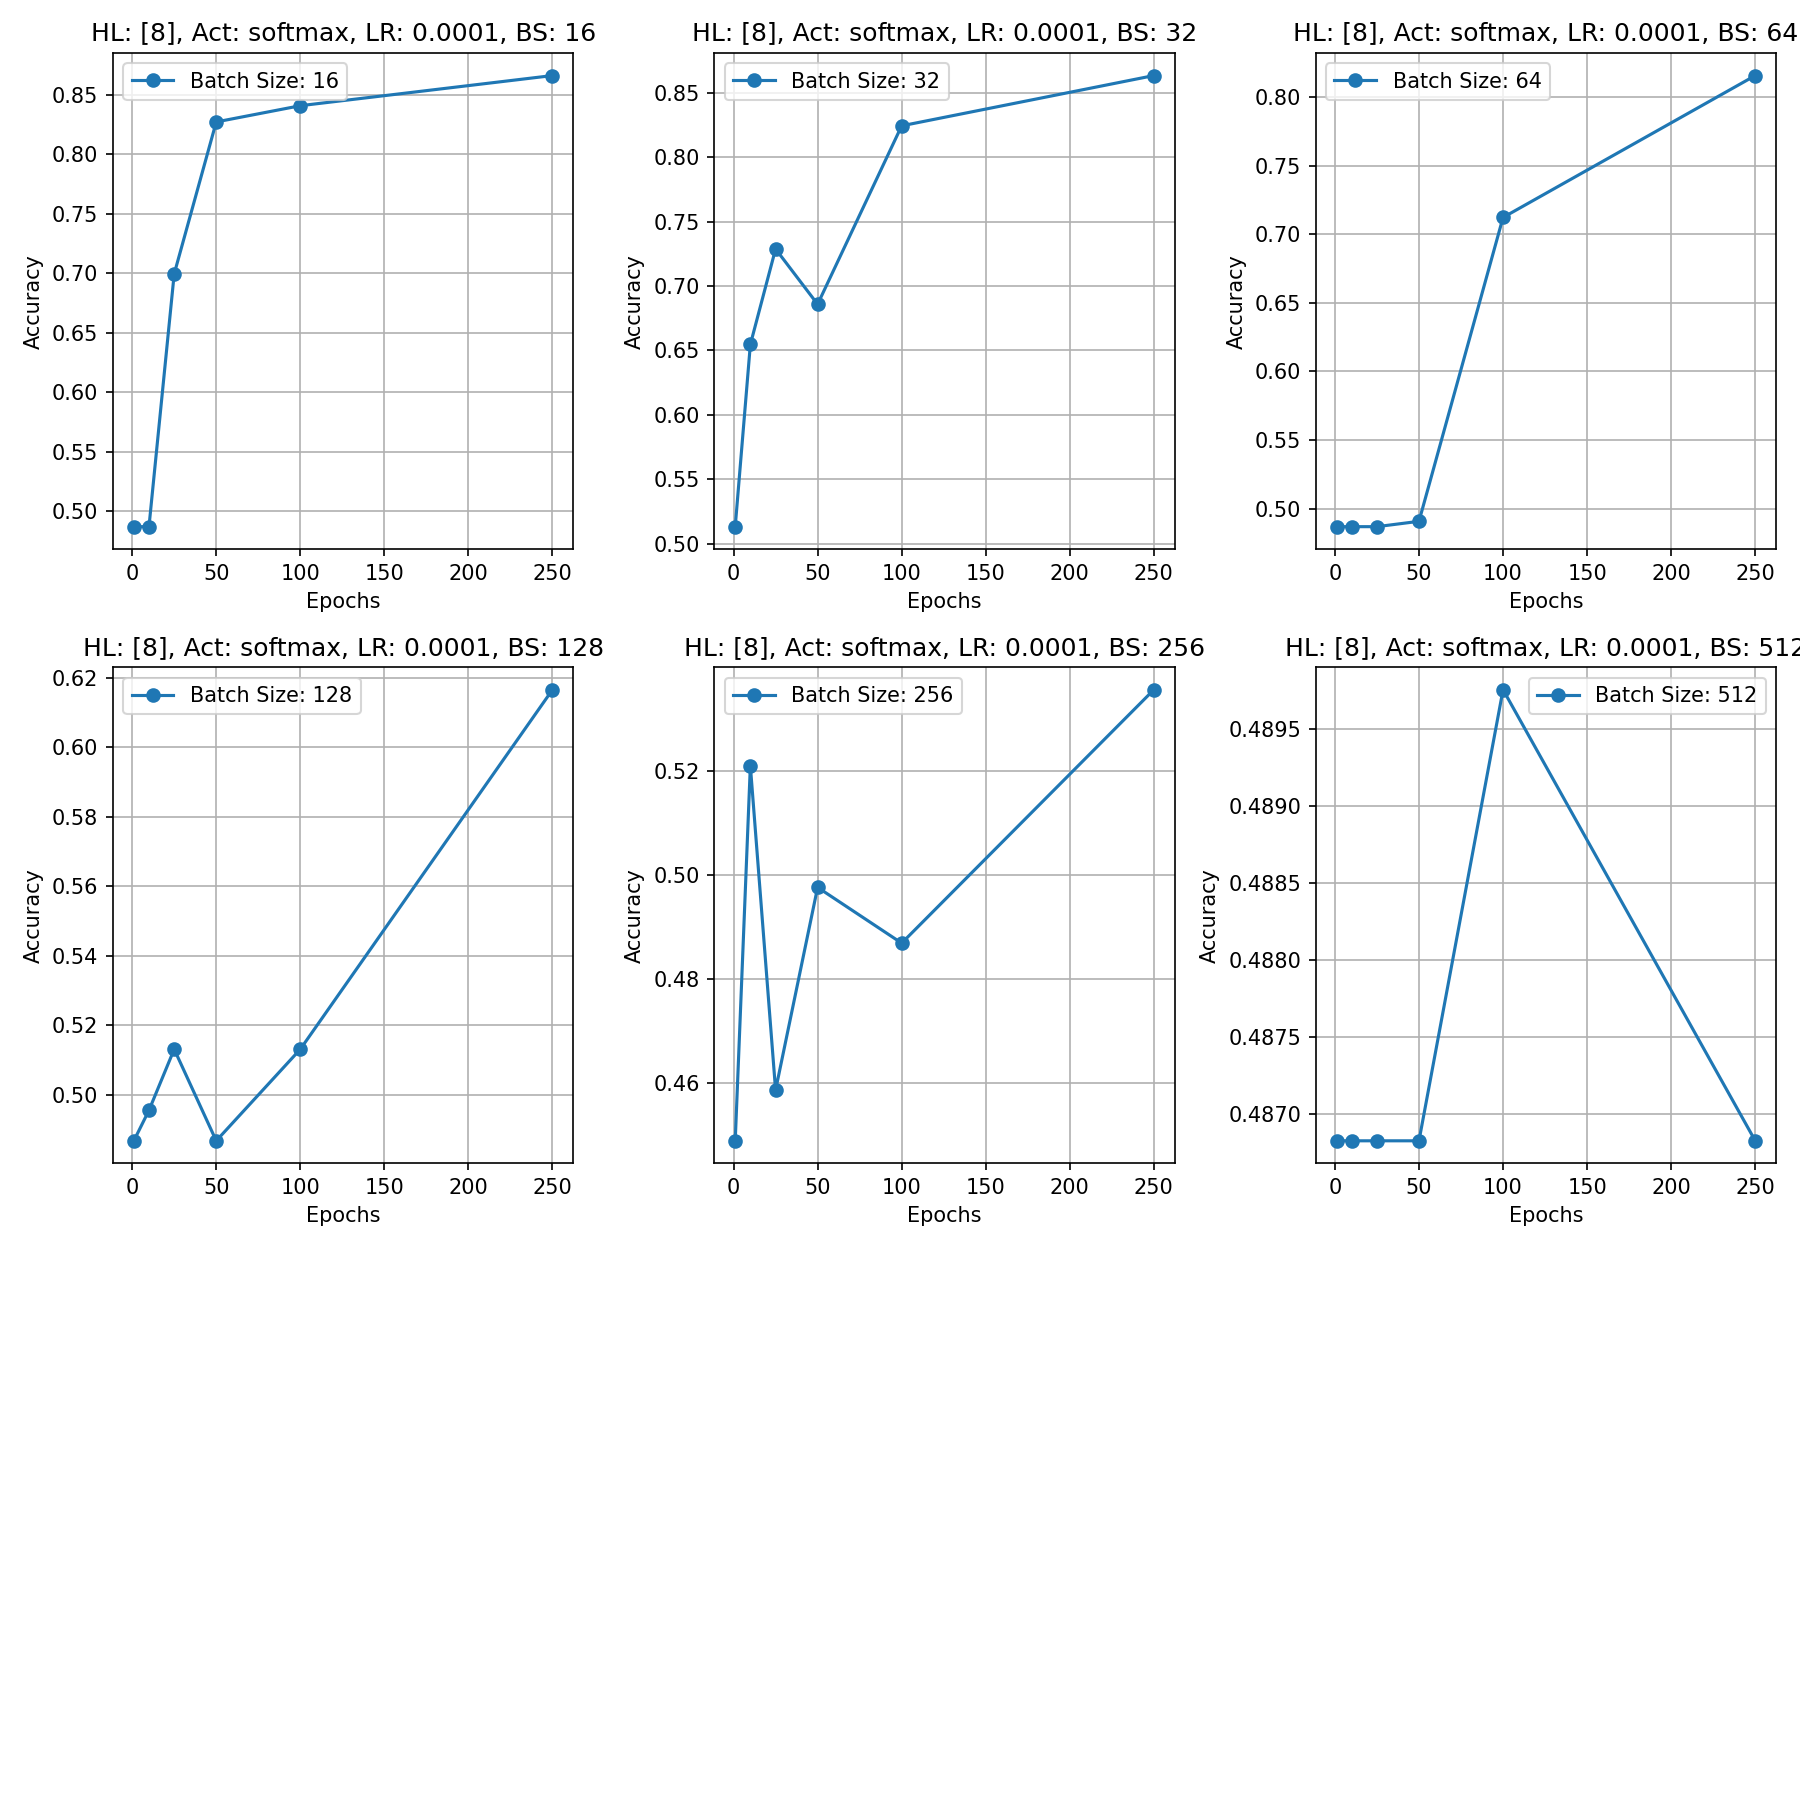 HL: [8], Act: softmax, LR: 0.0001, BS: 16
Batch Size: 16
Accuracy
0.85
0.80
0.75
0.70
0.65
0.60
0.55
0.50
0 50 100 150 200 250
Epochs
HL: [8], Act: softmax, LR: 0.0001, BS: 32
Batch Size: 32
Accuracy
0.85
0.80
0.75
0.70
0.65
0.60
0.55
0.50
0 50 100 150 200 250
Epochs
HL: [8], Act: softmax, LR: 0.0001, BS: 64
Batch Size: 64
Accuracy
0.80
0.75
0.70
0.65
0.60
0.55
0.50
0 50 100 150 200 250
Epochs
HL: [8], Act: softmax, LR: 0.0001, BS: 128
Batch Size: 128
Accuracy
0.62
0.60
0.58
0.56
0.54
0.52
0.50
0 50 100 150 200 250
Epochs
HL: [8], Act: softmax, LR: 0.0001, BS: 256
Batch Size: 256
Accuracy
0.52
0.50
0.48
0.46
0 50 100 150 200 250
Epochs
HL: [8], Act: softmax, LR: 0.0001, BS: 512
Batch Size: 512
Accuracy
0.4895
0.4890
0.4885
0.4880
0.4875
0.4870
0 50 100 150 200 250
Epochs